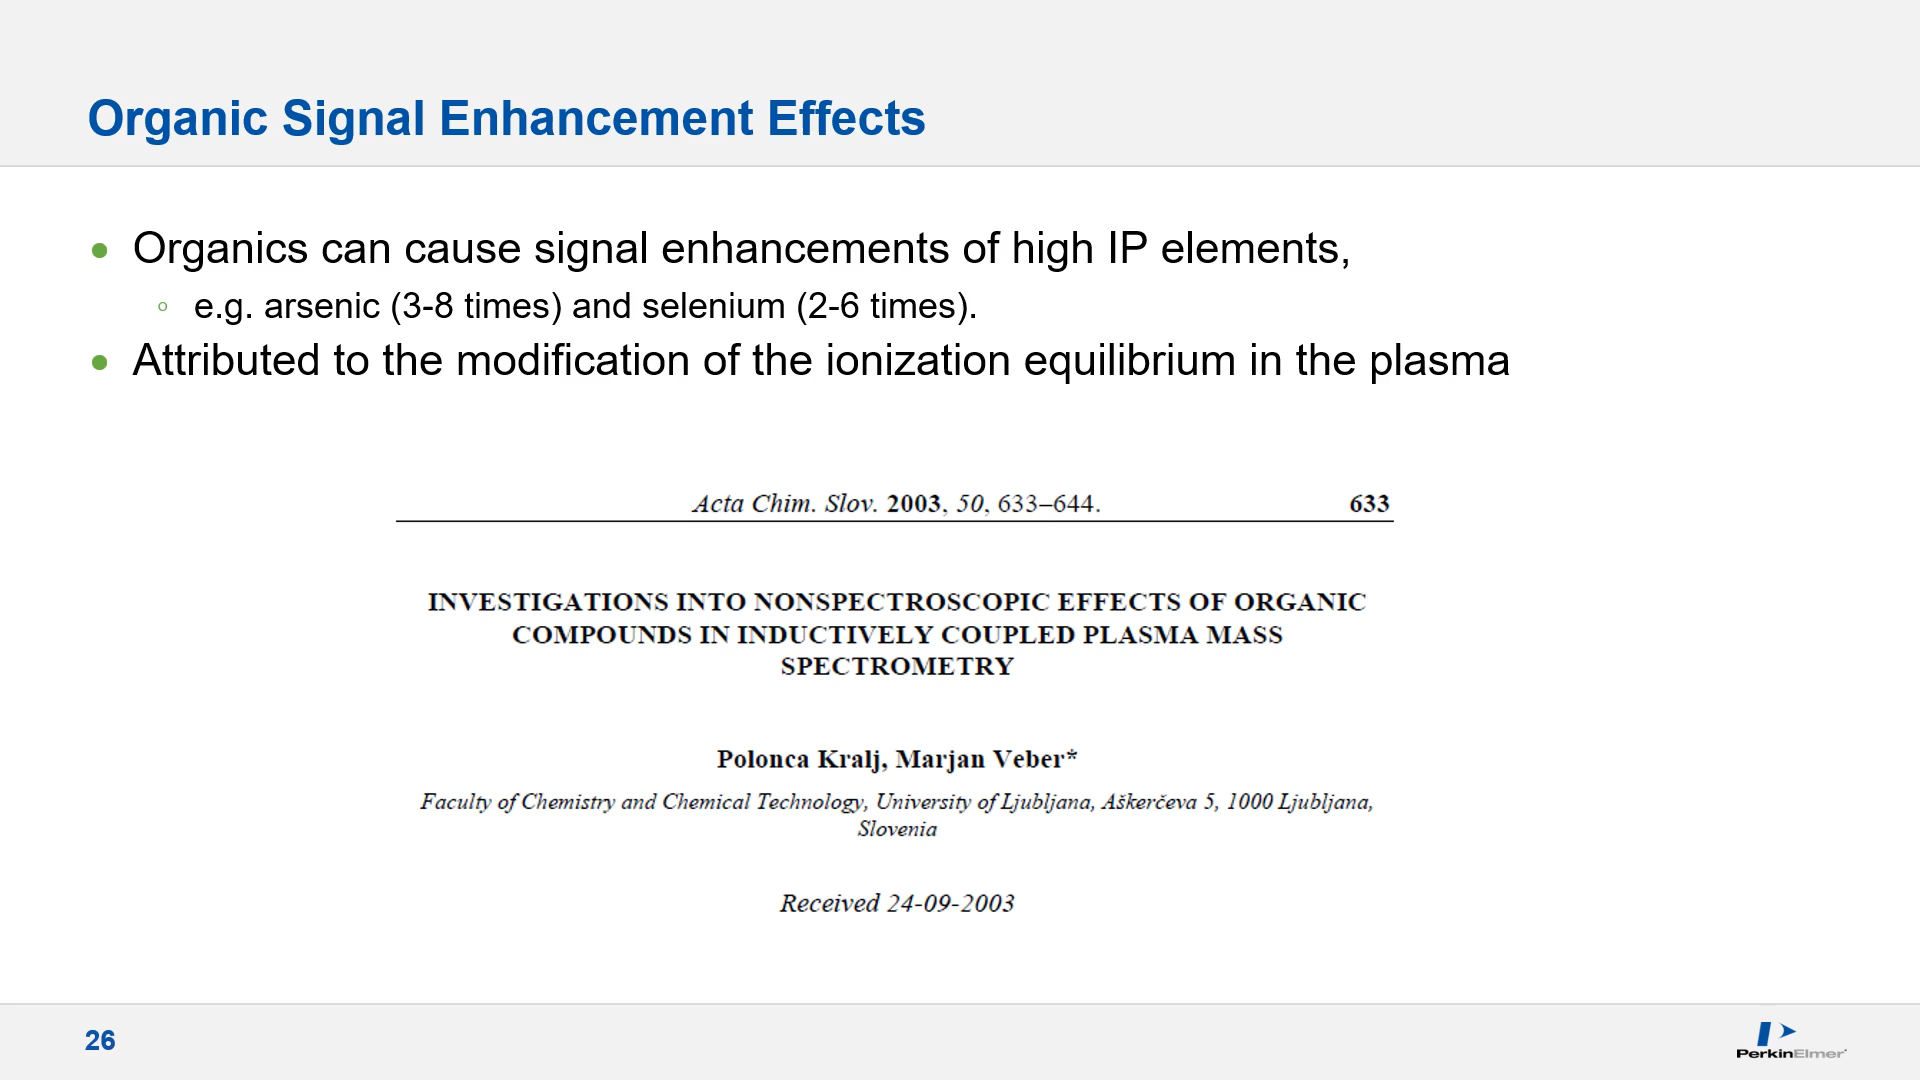 Organic Signal Enhancement Effects
Organics can cause signal enhancements of high IP elements,
e.g. arsenic (3-8 times) and selenium (2-6 times).
Attributed to the modification of the ionization equilibrium in the plasma
Acta Chim. Slov. 2003, 50, 633–644. 633
INVESTIGATIONS INTO NONSPECTROSCOPIC EFFECTS OF ORGANIC
COMPOUNDS IN INDUCTIVELY COUPLED PLASMA MASS
SPECTROMETRY
Polonca Kralj, Marjan Veber*
Faculty of Chemistry and Chemical Technology, University of Ljubljana, Aškerčeva 5, 1000 Ljubljana,
Slovenia
Received 24-09-2003
26
PerkinElmer